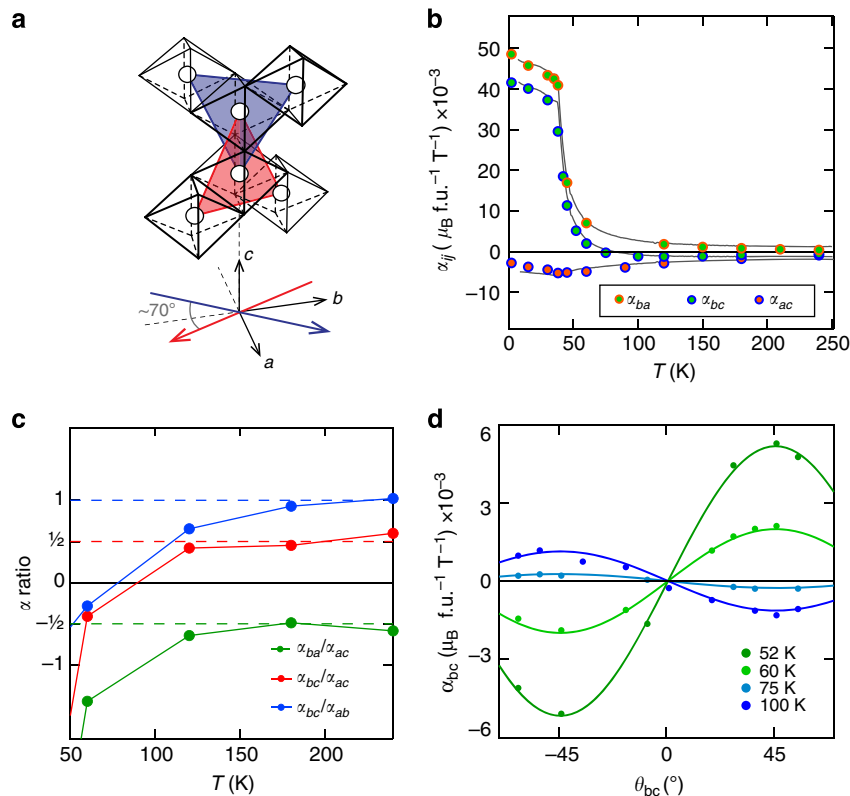 a
c
b
a
~70°
b
α_ij ( μ_B f.u.⁻¹ T⁻¹) ×10⁻³
50
40
30
20
10
0
−10
α_ba α_bc α_ac
0 50 100 150 200 250
T (K)
c
100 150 200
α ratio
1
½
0
−½
−1
α_ba/α_ac
α_bc/α_ac
α_bc/α_ab
50 100 150 200
T (K)
d
α_bc (μ_B f.u.⁻¹ T⁻¹) ×10⁻³
6
3
0
−3
−6
52 K
60 K
75 K
100 K
−45 0 45
θ_bc (°)